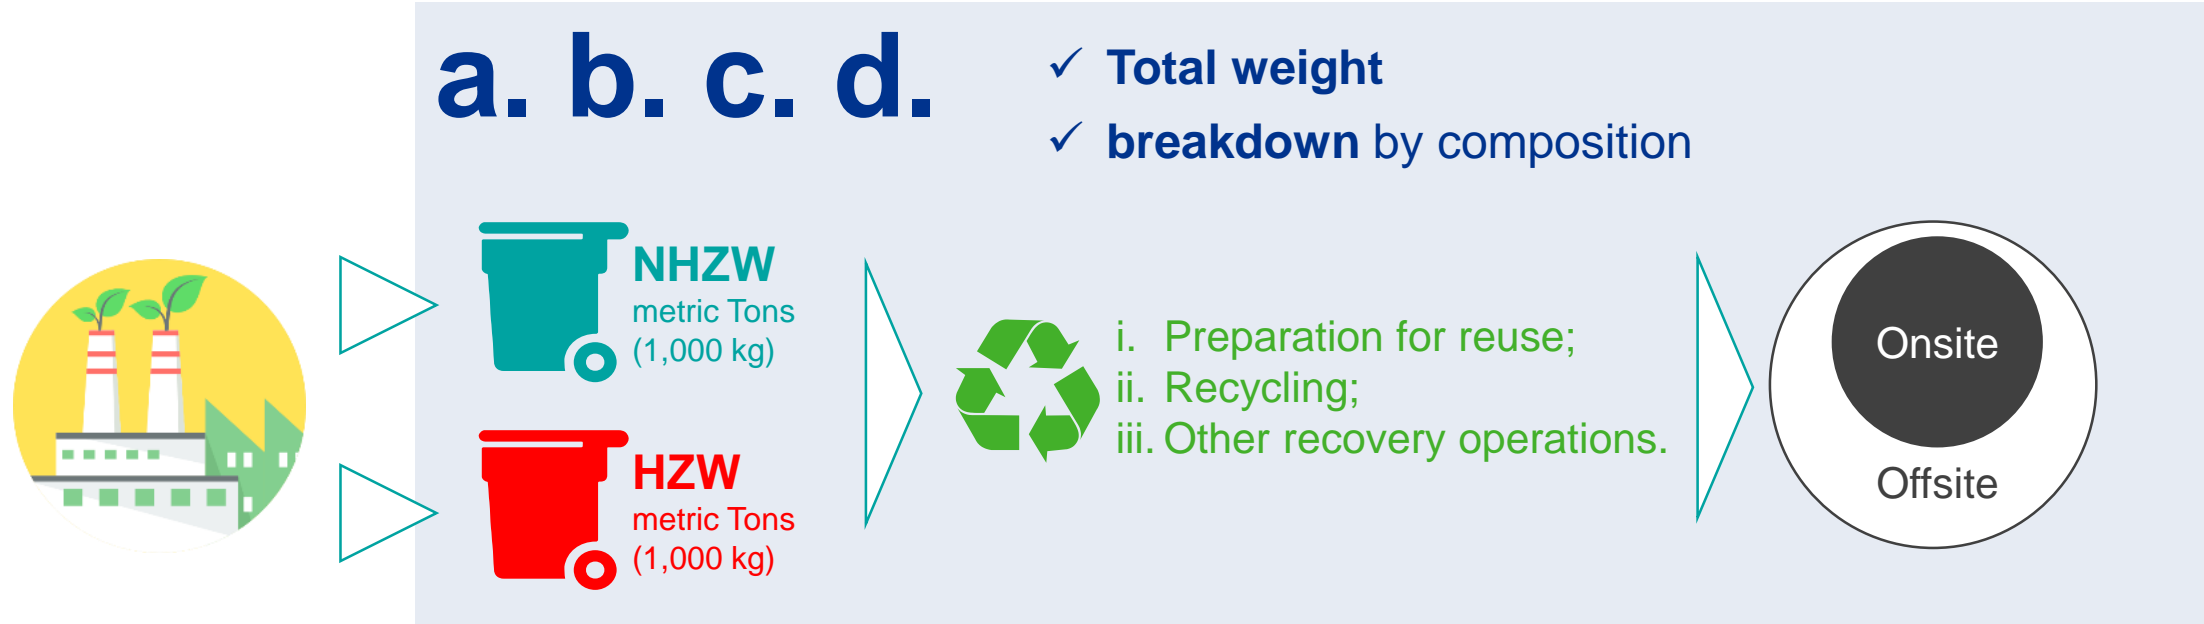 a. b. c. d.
✓ Total weight
✓ breakdown by composition
NHZW
metric Tons
(1,000 kg)
HZW
metric Tons
(1,000 kg)
i. Preparation for reuse;
ii. Recycling;
iii. Other recovery operations.
Onsite
Offsite